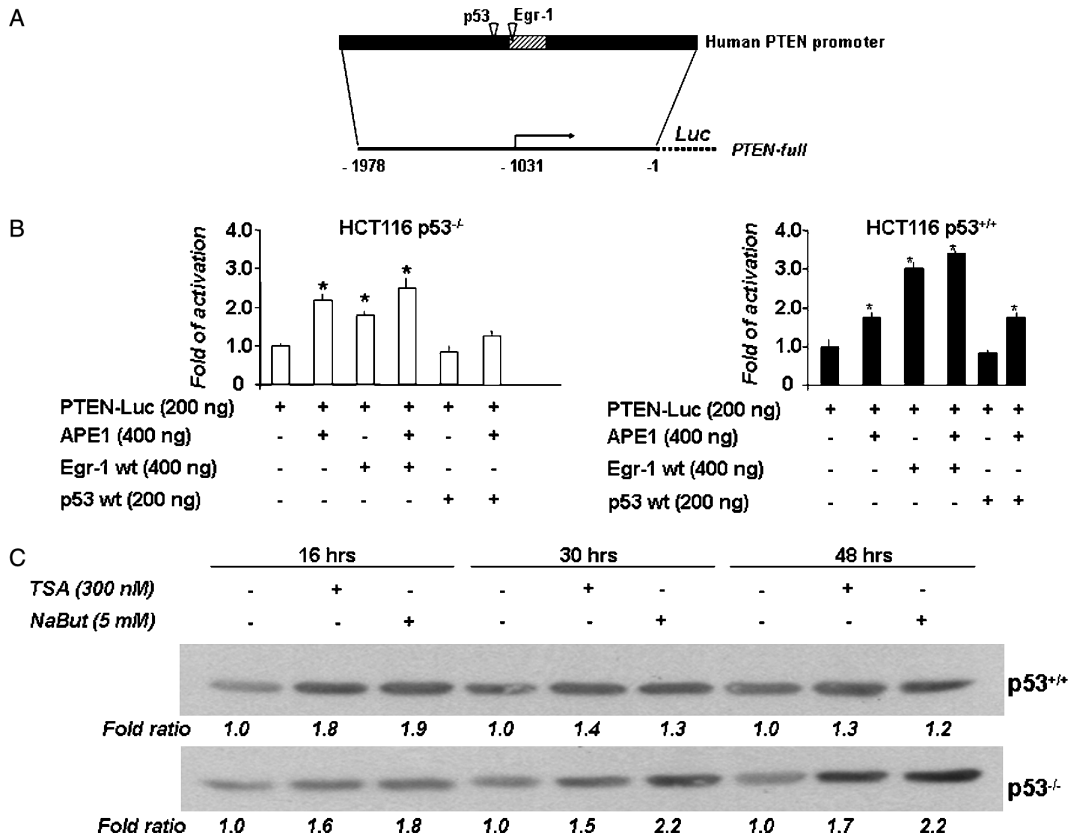 A
p53 Egr-1
Human PTEN promoter
Luc
PTEN-full
- 1978 - 1031 -1
B
HCT116 p53-/-
Fold of activation
4.0
3.0
2.0
1.0
0
* * *
PTEN-Luc (200 ng) + + + + + +
APE1 (400 ng) - + - + - +
Egr-1 wt (400 ng) - - + + - -
p53 wt (200 ng) - - - - + +
HCT116 p53+/+
Fold of activation
4.0
3.0
2.0
1.0
0
* * * *
PTEN-Luc (200 ng) + + + + + +
APE1 (400 ng) - + - + - +
Egr-1 wt (400 ng) - - + + - -
p53 wt (200 ng) - - - - + +
C
16 hrs 30 hrs 48 hrs
TSA (300 nM) - + - - + - - + -
NaBut (5 mM) - - + - - + - - +
p53+/+
Fold ratio 1.0 1.8 1.9 1.0 1.4 1.3 1.0 1.3 1.2
p53-/-
Fold ratio 1.0 1.6 1.8 1.0 1.5 2.2 1.0 1.7 2.2